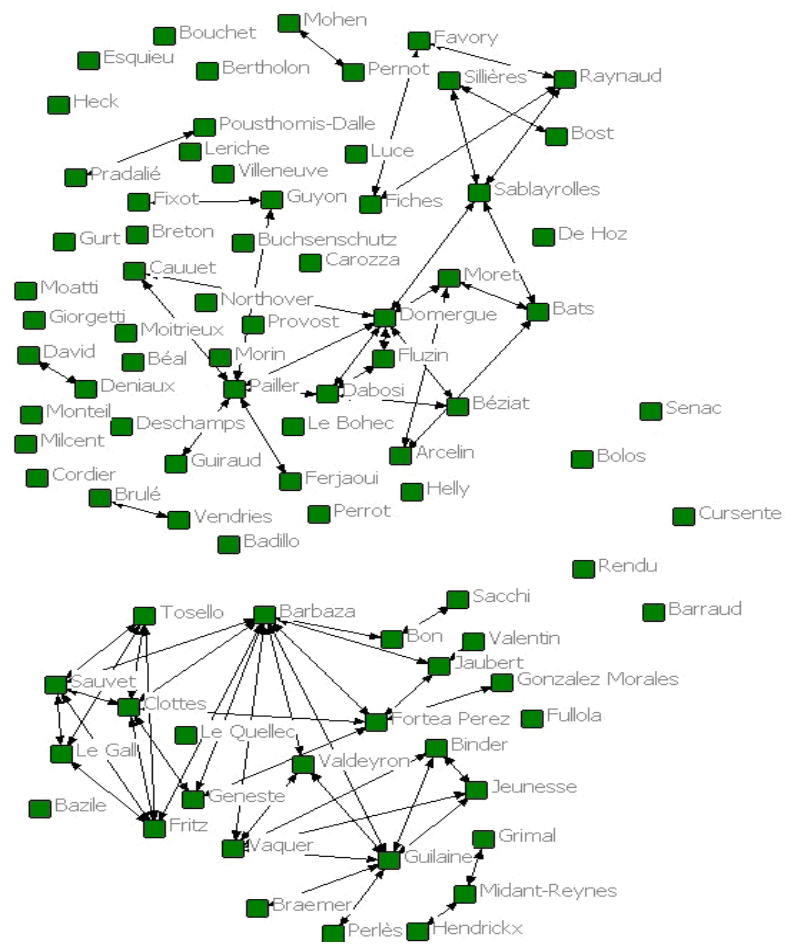 Mohen
Bouchet
Favory
Esquieu
Bertholon
Pernot
Sillières
Raynaud
Heck
Pousthomis-Dalle
Bost
Leriche
Luce
Pradalié
Villeneuve
Sablayrolles
Fixot
Guyon
Fiches
Gurt
Breton
Buchsenschutz
De Hoz
Carozza
Cauuet
Moret
Moatti
Northover
Domergue
Bats
Giorgetti
Moitrieux
Provost
David
Béal
Morin
Fluzin
Deniaux
Pailler
Dabosi
Béziat
Monteil
Deschamps
Le Bohec
Senac
Milcent
Guiraud
Arcelin
Bolos
Cordier
Ferjaoui
Helly
Brulé
Vendries
Perrot
Cursente
Badillo
Rendu
Tosello
Barbaza
Sacchi
Barraud
Bon
Valentin
Sauvet
Jaubert
Gonzalez Morales
Clottes
Fortea Perez
Fullola
Le Gall
Le Quellec
Valdeyron
Binder
Geneste
Jeunesse
Bazile
Fritz
Vaquer
Guilaine
Grimal
Midant-Reynes
Braemer
Perlès
Hendrickx